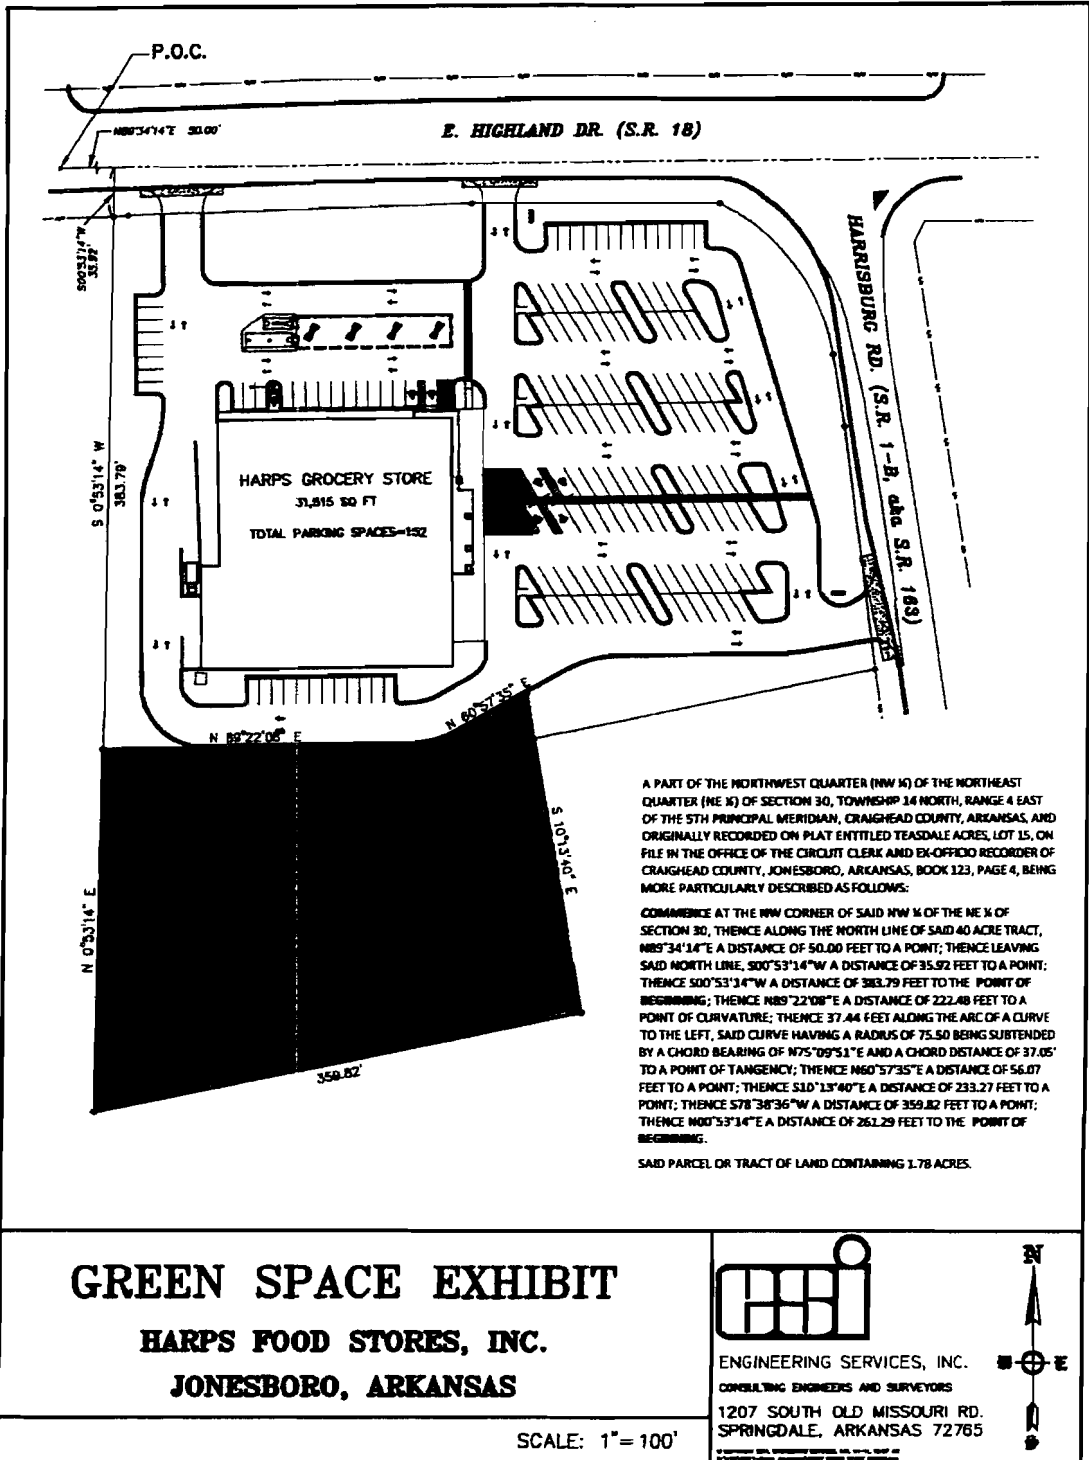 P.O.C.
N89°34'14"E 50.00'
E. HIGHLAND DR. (S.R. 18)
S00°53'14"W
35.92'
HARRISBURG RD. (S.R. 1-B, aka S.R. 163)
S 0°53'14" W
383.79'
HARPS GROCERY STORE
31,815 SQ FT
TOTAL PARKING SPACES=152
N 60°57'35" E
N 89°22'08" E
S 10°13'40" E
N 0°53'14" E
359.82'
A PART OF THE NORTHWEST QUARTER (NW ¼) OF THE NORTHEAST
QUARTER (NE ¼) OF SECTION 30, TOWNSHIP 14 NORTH, RANGE 4 EAST
OF THE 5TH PRINCIPAL MERIDIAN, CRAIGHEAD COUNTY, ARKANSAS, AND
ORIGINALLY RECORDED ON PLAT ENTITLED TEASDALE ACRES, LOT 15, ON
FILE IN THE OFFICE OF THE CIRCUIT CLERK AND EX-OFFICIO RECORDER OF
CRAIGHEAD COUNTY, JONESBORO, ARKANSAS, BOOK 123, PAGE 4, BEING
MORE PARTICULARLY DESCRIBED AS FOLLOWS:
COMMENCE AT THE NW CORNER OF SAID NW ¼ OF THE NE ¼ OF
SECTION 30, THENCE ALONG THE NORTH LINE OF SAID 40 ACRE TRACT,
N89°34'14"E A DISTANCE OF 50.00 FEET TO A POINT; THENCE LEAVING
SAID NORTH LINE, S00°53'14"W A DISTANCE OF 35.92 FEET TO A POINT;
THENCE S00°53'14"W A DISTANCE OF 383.79 FEET TO THE POINT OF
BEGINNING; THENCE N89°22'08"E A DISTANCE OF 222.48 FEET TO A
POINT OF CURVATURE; THENCE 37.44 FEET ALONG THE ARC OF A CURVE
TO THE LEFT, SAID CURVE HAVING A RADIUS OF 75.50 BEING SUBTENDED
BY A CHORD BEARING OF N75°09'51"E AND A CHORD DISTANCE OF 37.05'
TO A POINT OF TANGENCY; THENCE N60°57'35"E A DISTANCE OF 56.07
FEET TO A POINT; THENCE S10°13'40"E A DISTANCE OF 233.27 FEET TO A
POINT; THENCE S78°38'36"W A DISTANCE OF 359.82 FEET TO A POINT;
THENCE N00°53'14"E A DISTANCE OF 261.29 FEET TO THE POINT OF
BEGINNING.
SAID PARCEL OR TRACT OF LAND CONTAINING 1.78 ACRES.
GREEN SPACE EXHIBIT
HARPS FOOD STORES, INC.
JONESBORO, ARKANSAS
SCALE: 1"=100'
ENGINEERING SERVICES, INC.
CONSULTING ENGINEERS AND SURVEYORS
1207 SOUTH OLD MISSOURI RD.
SPRINGDALE, ARKANSAS 72765
N
E